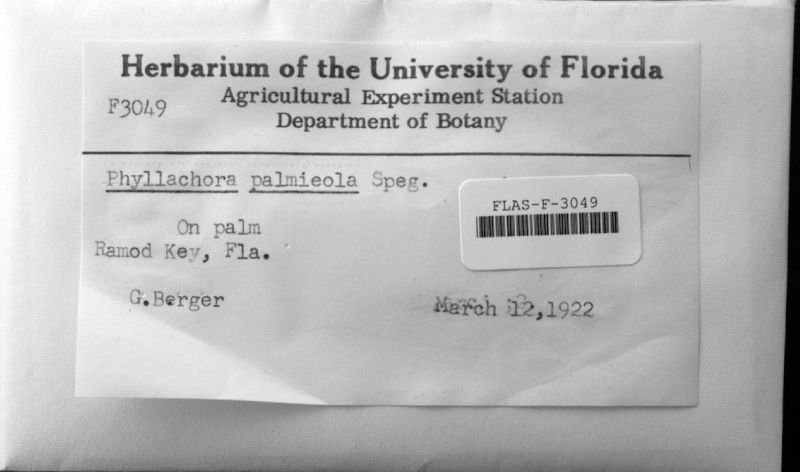 Herbarium of the University of Florida
F3049
Agricultural Experiment Station
Department of Botany
Phyllachora palmieola Speg.
FLAS-F-3049
On palm
Ramod Key, Fla.
G.Berger
March 12,1922